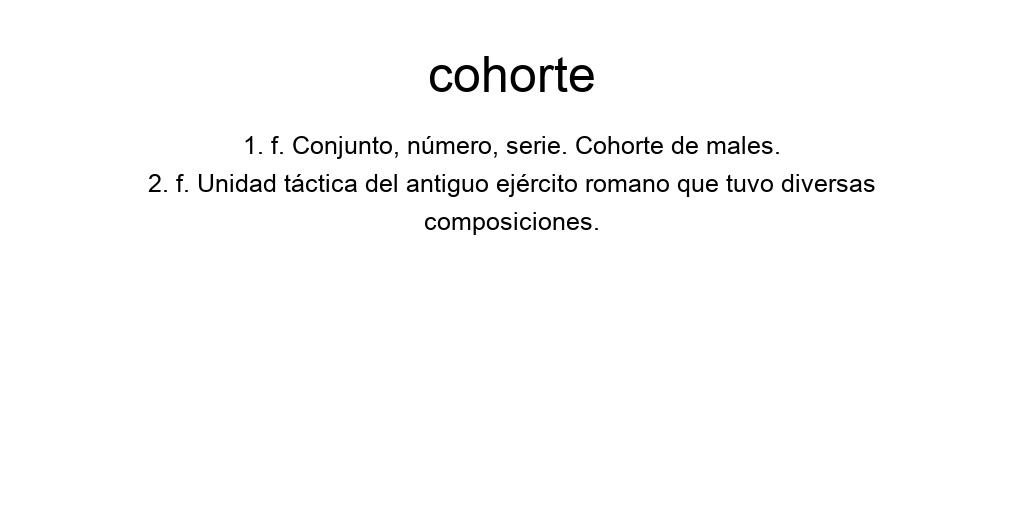 cohorte
1. f. Conjunto, número, serie. Cohorte de males.
2. f. Unidad táctica del antiguo ejército romano que tuvo diversas
composiciones.